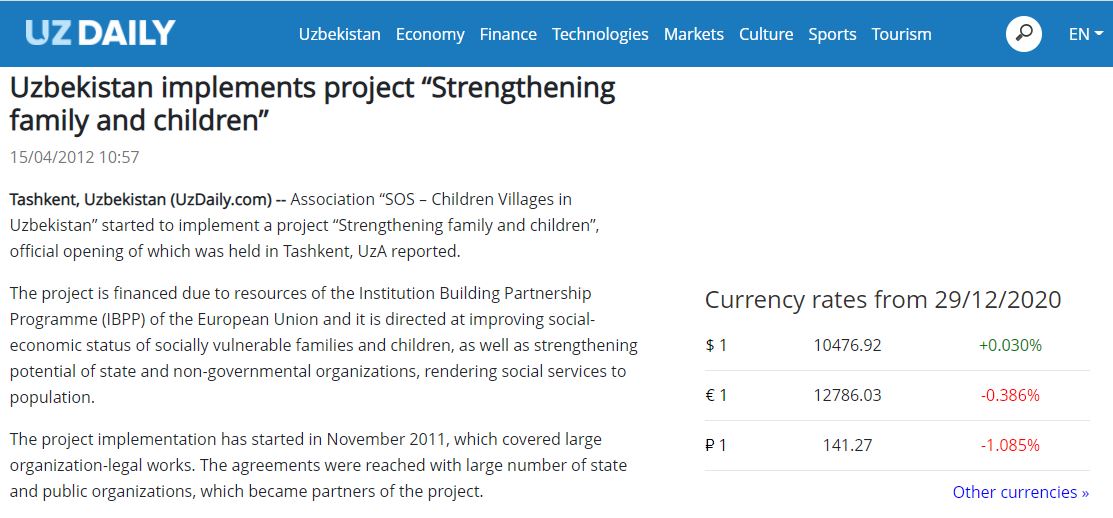 UZ DAILY
Uzbekistan Economy Finance Technologies Markets Culture Sports Tourism
EN
Uzbekistan implements project “Strengthening
family and children”
15/04/2012 10:57
Tashkent, Uzbekistan (UzDaily.com) -- Association “SOS – Children Villages in
Uzbekistan” started to implement a project “Strengthening family and children”,
official opening of which was held in Tashkent, UzA reported.
The project is financed due to resources of the Institution Building Partnership
Programme (IBPP) of the European Union and it is directed at improving social-
economic status of socially vulnerable families and children, as well as strengthening
potential of state and non-governmental organizations, rendering social services to
population.
The project implementation has started in November 2011, which covered large
organization-legal works. The agreements were reached with large number of state
and public organizations, which became partners of the project.
Currency rates from 29/12/2020
$ 1 10476.92 +0.030%
€ 1 12786.03 -0.386%
₽ 1 141.27 -1.085%
Other currencies »